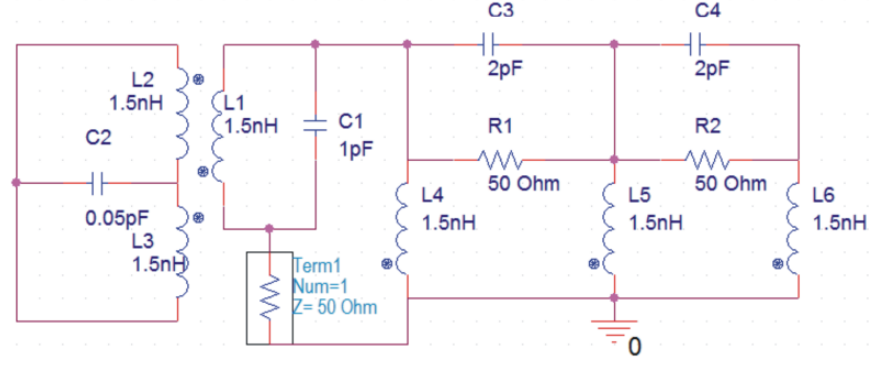 C3
2pF
C4
2pF
L2
1.5nH
L1
1.5nH
C2
0.05pF
C1
1pF
R1
50 Ohm
R2
50 Ohm
L3
1.5nH
L4
1.5nH
L5
1.5nH
L6
1.5nH
Term1
Num=1
Z= 50 Ohm
0